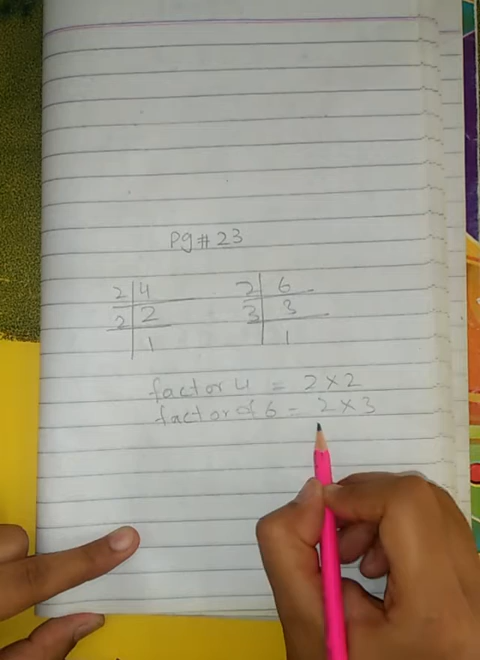 Pg # 23
2 4 2 6
2 2 3 3
1 1
factor 4 = 2 × 2
factor of 6 = 2 × 3